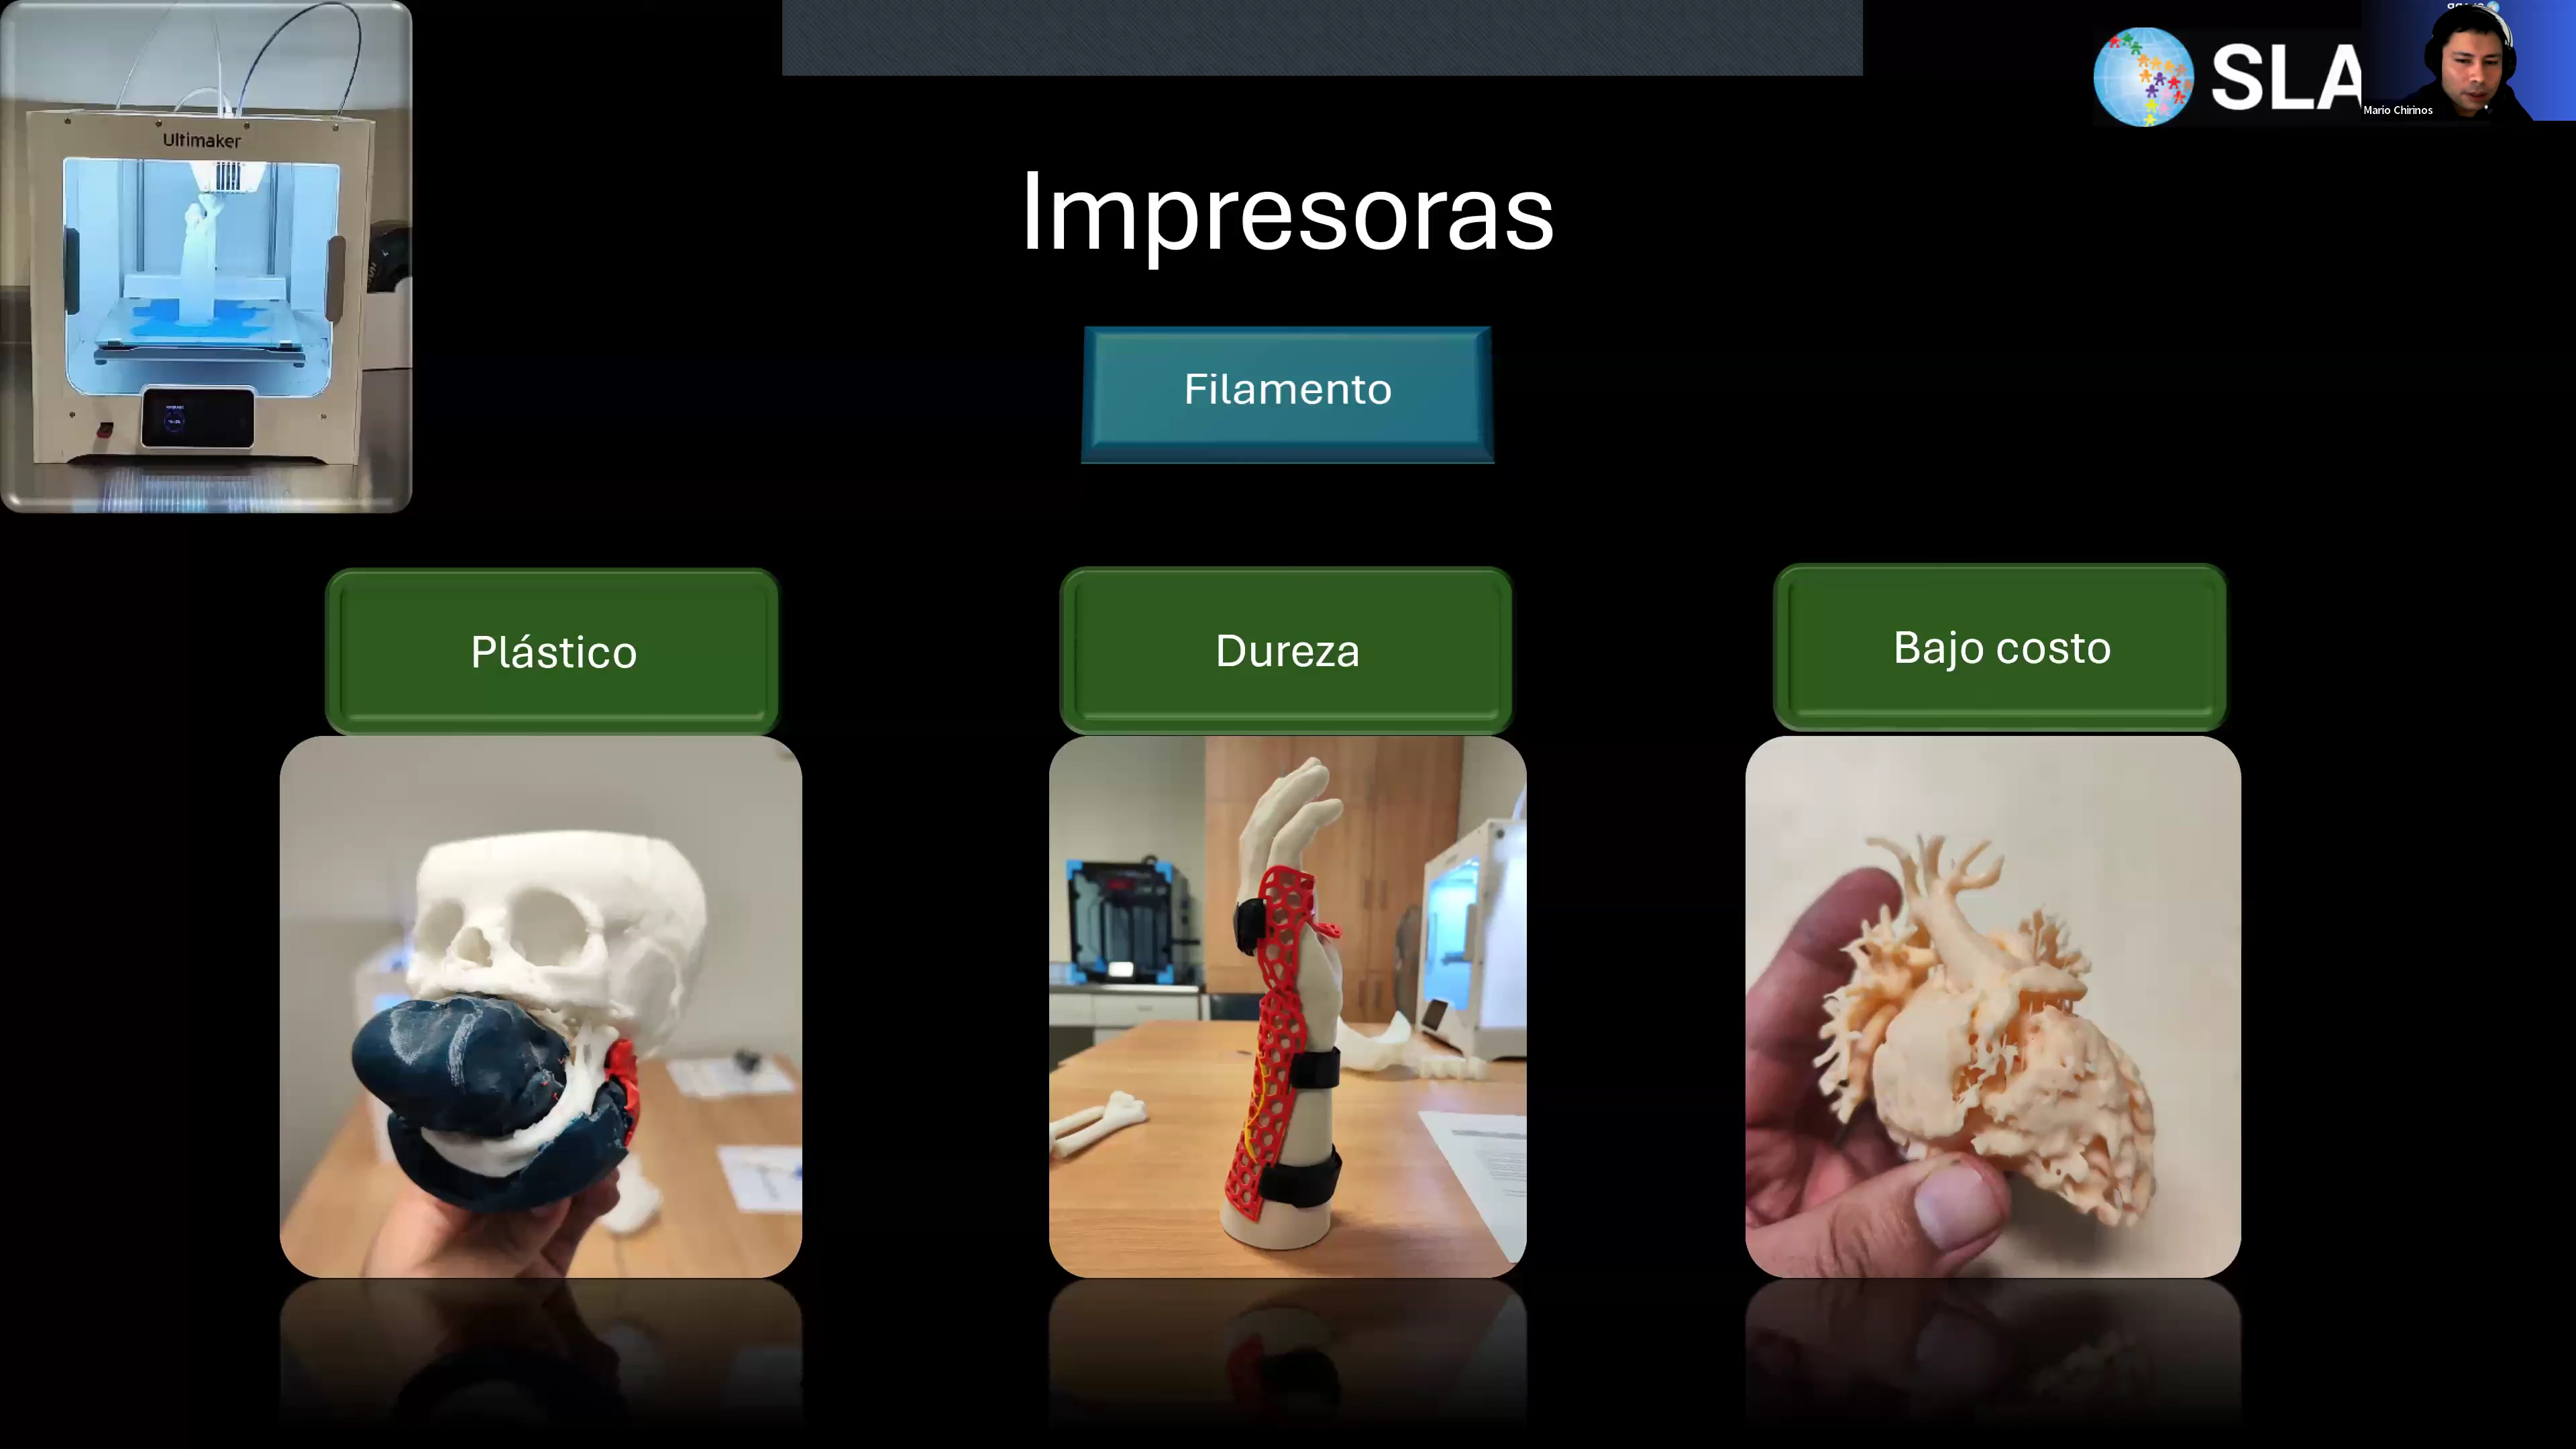 Ultimaker
SLA
Mario Chirinos
Impresoras
Filamento
Plástico
Dureza
Bajo costo